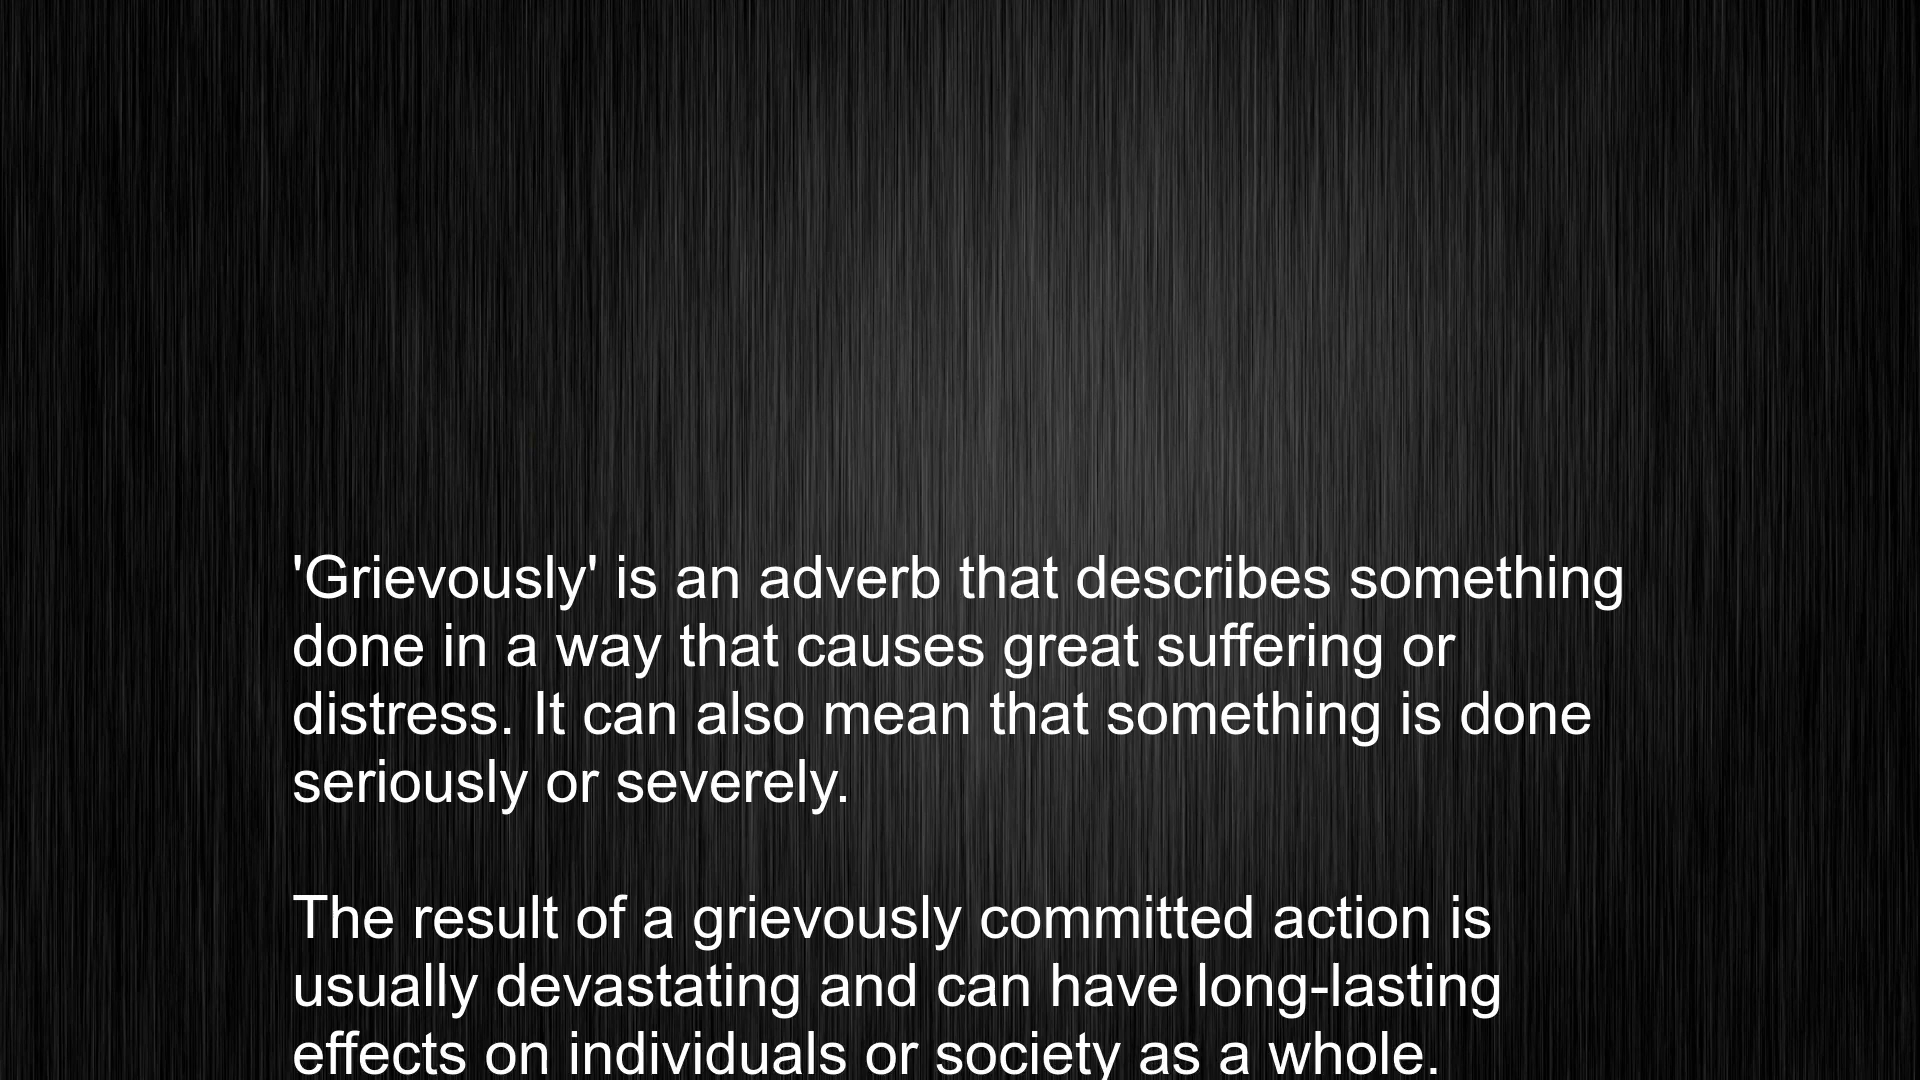 'Grievously' is an adverb that describes something
done in a way that causes great suffering or
distress. It can also mean that something is done
seriously or severely.
The result of a grievously committed action is
usually devastating and can have long-lasting
effects on individuals or society as a whole.